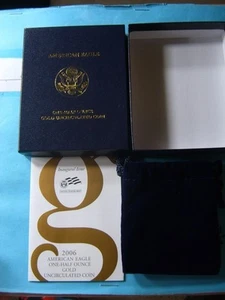 AMERICAN EAGLE
ONE-HALF OUNCE
GOLD UNCIRCULATED COIN
g
2006
AMERICAN EAGLE
ONE-HALF OUNCE
GOLD
UNCIRCULATED COIN